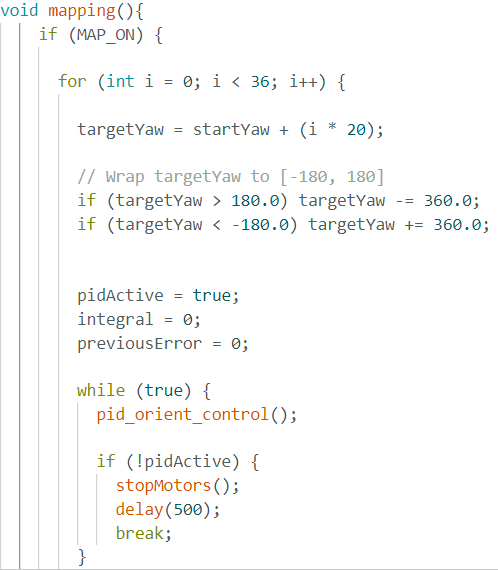 void mapping(){
if (MAP_ON) {
for (int i = 0; i < 36; i++) {
targetYaw = startYaw + (i * 20);
// Wrap targetYaw to [-180, 180]
if (targetYaw > 180.0) targetYaw -= 360.0;
if (targetYaw < -180.0) targetYaw += 360.0;
pidActive = true;
integral = 0;
previousError = 0;
while (true) {
pid_orient_control();
if (!pidActive) {
stopMotors();
delay(500);
break;
}